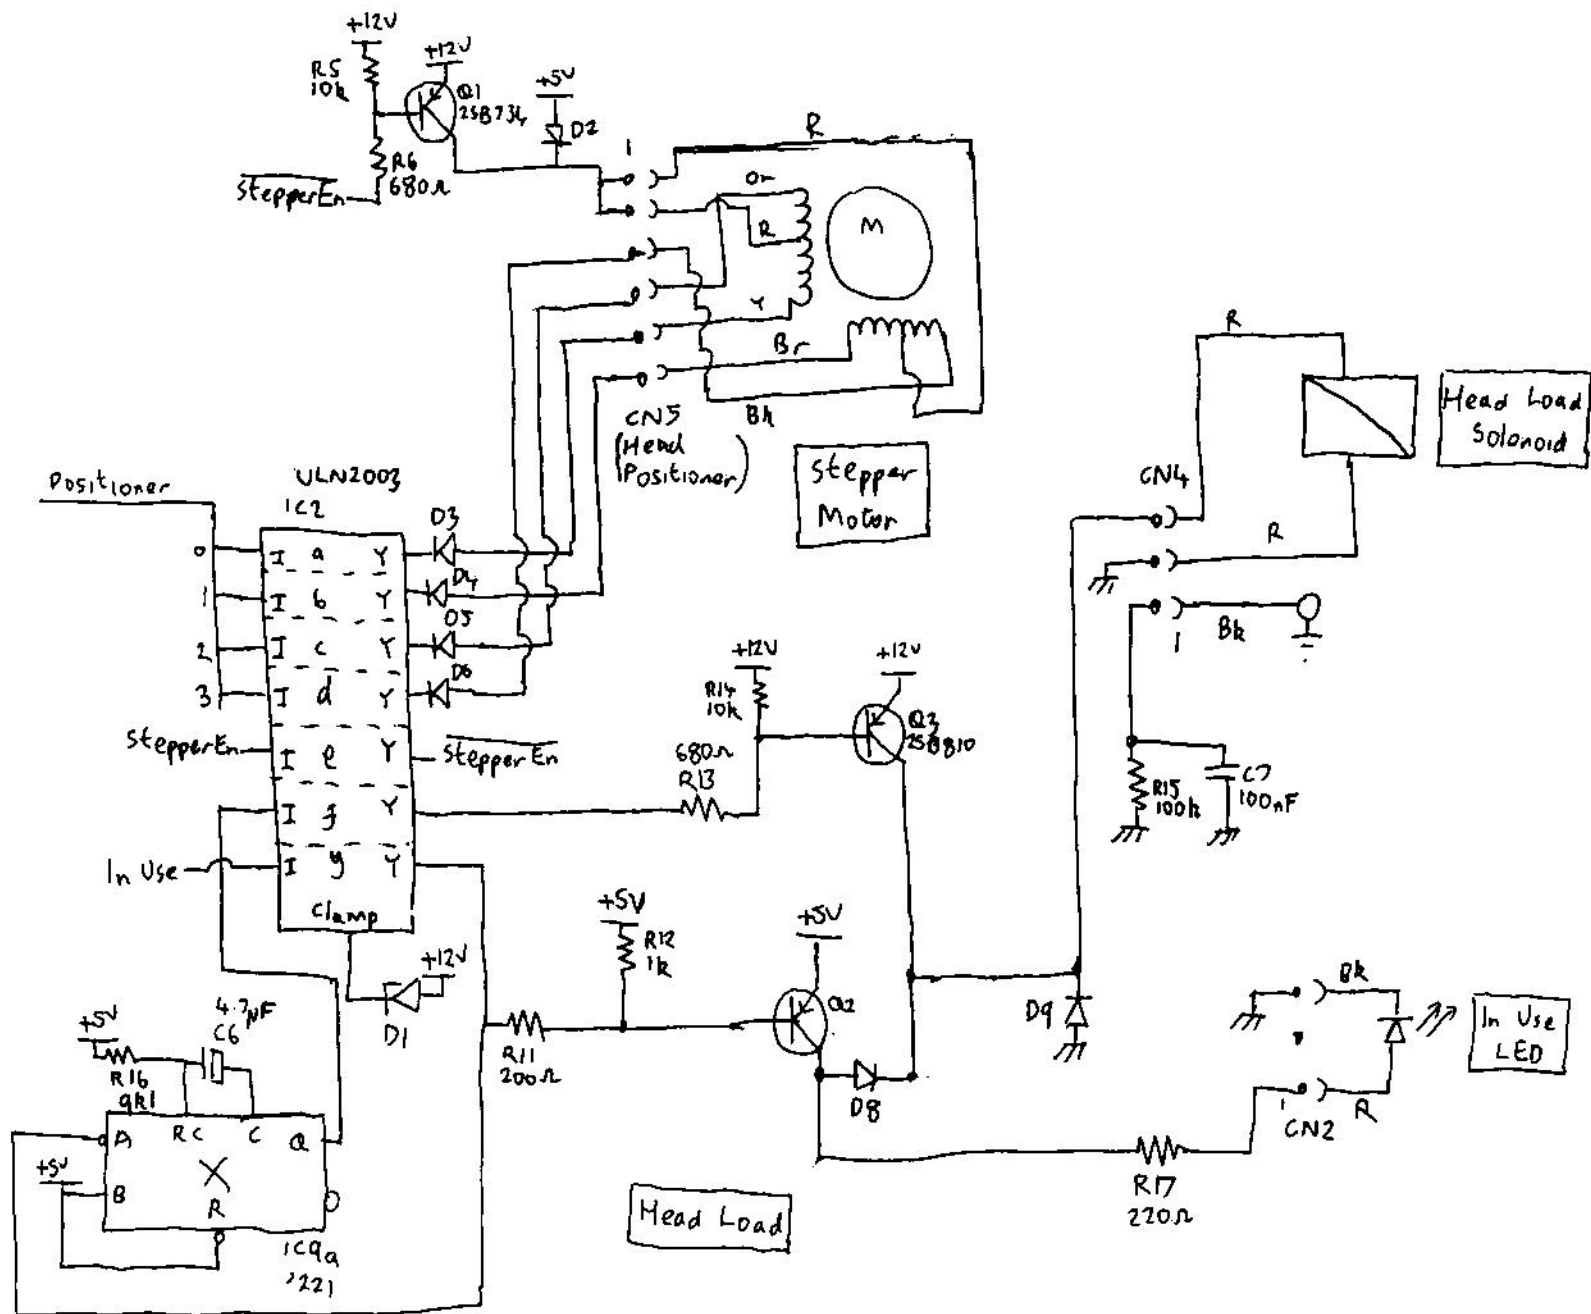 +12V
R5
10k
+12V
Q1
2SB734
R6
680Ω
StepperEn
+5V
D2
1
R
Or
R
Y
Br
Bk
M
CN5
(Head
Positioner)
Stepper
Motor
Positioner
ULN2003
IC2
0 I a Y D3
1 I b Y D4
2 I c Y D5
3 I d Y D6
StepperEn I e Y StepperEn
I f Y
In Use I g Y
Clamp
+12V
D1
+12V
R14
10k
680Ω
R13
+12V
Q3
2SB810
R
Head Load
Solonoid
CN4
R
1
Bk
R15
100k
C7
100nF
+5V
R12
1k
+5V
Q2
R11
200Ω
D8
D9
Bk
In Use
LED
1
CN2
R
R17
220Ω
4.7µF
C6
+5V
R16
9k1
A RC C Q
X
+5V
B
R
IC9a
'221
Head Load